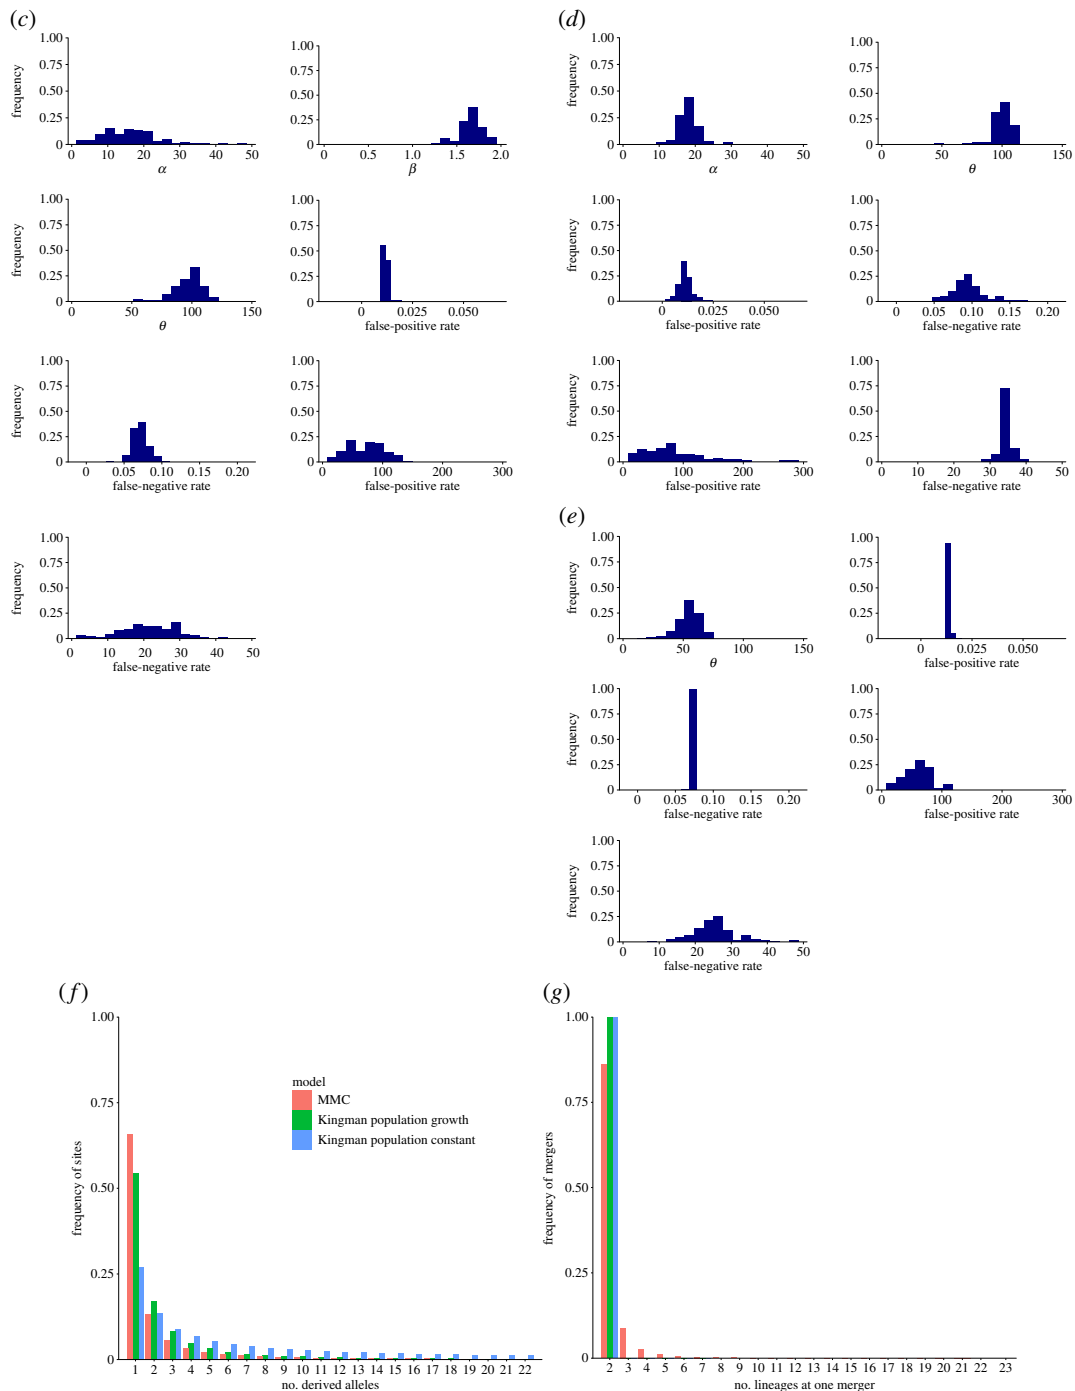 (c)
(d)
1.00 0.75 0.50 0.25 0
frequency
0 10 20 30 40 50
α
1.00 0.75 0.50 0.25 0
0 0.5 1.0 1.5 2.0
β
1.00 0.75 0.50 0.25 0
frequency
0 10 20 30 40 50
α
1.00 0.75 0.50 0.25 0
0 50 100 150
θ
1.00 0.75 0.50 0.25 0
frequency
0 50 100 150
θ
1.00 0.75 0.50 0.25 0
0 0.025 0.050
false-positive rate
1.00 0.75 0.50 0.25 0
frequency
0 0.025 0.050
false-positive rate
1.00 0.75 0.50 0.25 0
0 0.05 0.10 0.15 0.20
false-negative rate
1.00 0.75 0.50 0.25 0
frequency
0 0.05 0.10 0.15 0.20
false-negative rate
1.00 0.75 0.50 0.25 0
0 100 200 300
false-positive rate
1.00 0.75 0.50 0.25 0
frequency
0 100 200 300
false-positive rate
1.00 0.75 0.50 0.25 0
0 10 20 30 40 50
false-negative rate
1.00 0.75 0.50 0.25 0
frequency
0 10 20 30 40 50
false-negative rate
(e)
1.00 0.75 0.50 0.25 0
frequency
0 50 100 150
θ
1.00 0.75 0.50 0.25 0
0 0.025 0.050
false-positive rate
1.00 0.75 0.50 0.25 0
frequency
0 0.05 0.10 0.15 0.20
false-negative rate
1.00 0.75 0.50 0.25 0
0 100 200 300
false-positive rate
1.00 0.75 0.50 0.25 0
frequency
0 10 20 30 40 50
false-negative rate
(f)
1.00 0.75 0.50 0.25 0
frequency of sites
model
MMC
Kingman population growth
Kingman population constant
1 2 3 4 5 6 7 8 9 10 11 12 13 14 15 16 17 18 19 20 21 22
no. derived alleles
(g)
1.00 0.75 0.50 0.25 0
frequency of mergers
2 3 4 5 6 7 8 9 10 11 12 13 14 15 16 17 18 19 20 21 22 23
no. lineages at one merger